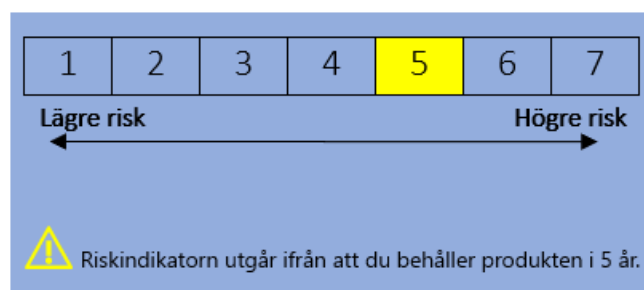 1 2 3 4 5 6 7
Lägre risk Högre risk
Riskindikatorn utgår ifrån att du behåller produkten i 5 år.